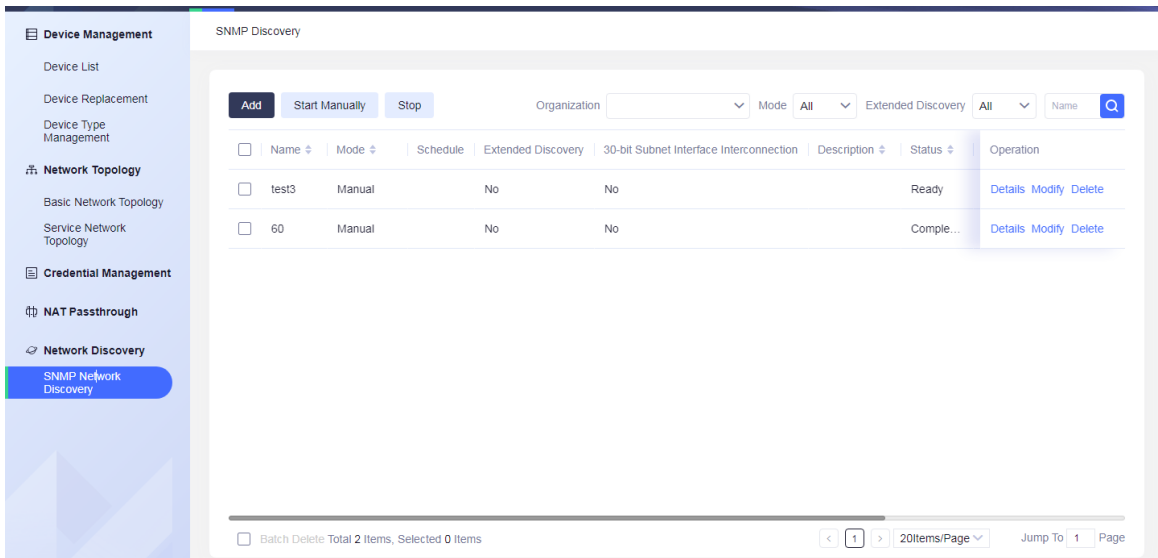 Device Management
Device List
Device Replacement
Device Type
Management
Network Topology
Basic Network Topology
Service Network
Topology
Credential Management
NAT Passthrough
Network Discovery
SNMP Network
Discovery
SNMP Discovery
Add Start Manually Stop Organization Mode All Extended Discovery All Name
Name Mode Schedule Extended Discovery 30-bit Subnet Interface Interconnection Description Status Operation
test3 Manual No No Ready Details Modify Delete
60 Manual No No Comple... Details Modify Delete
Batch Delete Total 2 Items, Selected 0 Items < 1 > 20Items/Page Jump To 1 Page